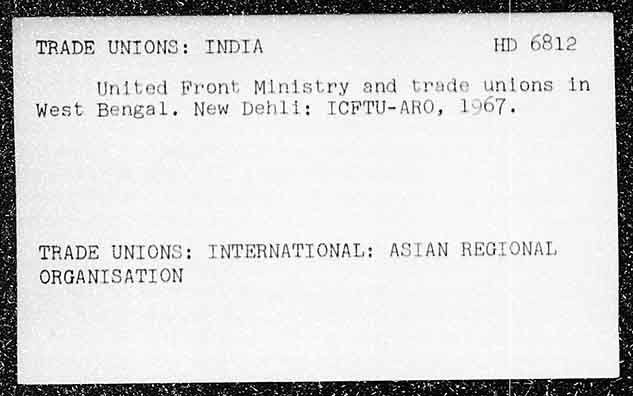 TRADE UNIONS: INDIA HD 6812
United Front Ministry and trade unions in
West Bengal. New Dehli: ICFTU-ARO, 1967.
TRADE UNIONS: INTERNATIONAL: ASIAN REGIONAL
ORGANISATION